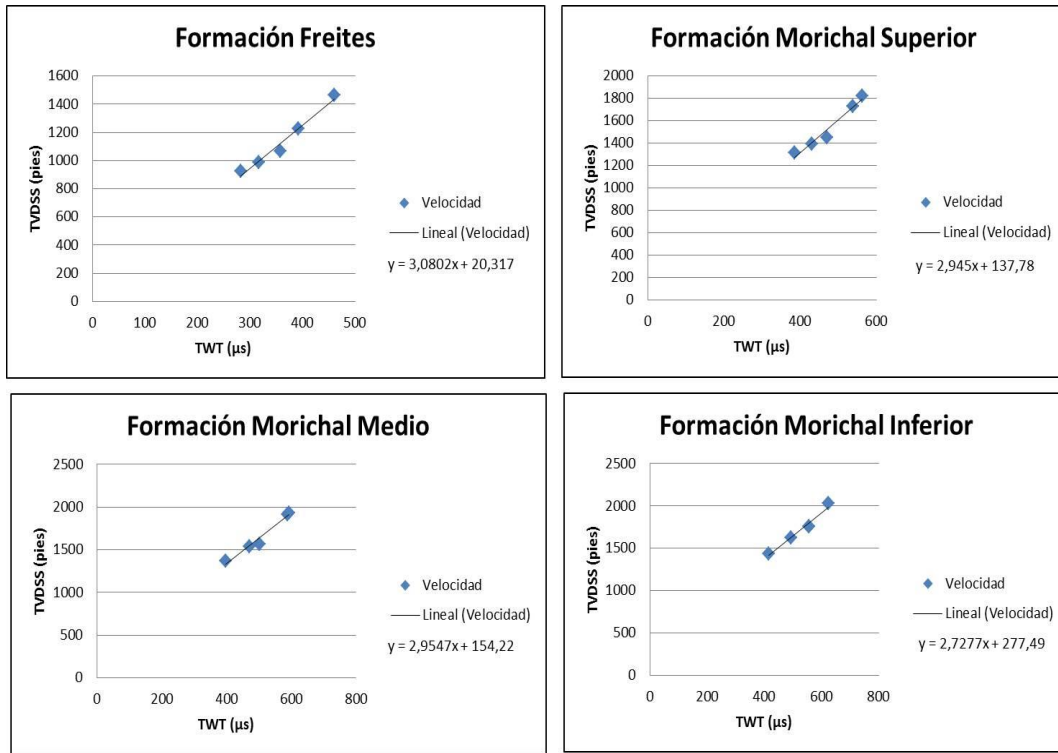 Formación Freites
TVDSS (pies)
1600
1400
1200
1000
800
600
400
200
0
0 100 200 300 400 500
TWT (µs)
Velocidad
Lineal (Velocidad)
y = 3,0802x + 20,317
Formación Morichal Superior
TVDSS (pies)
2000
1800
1600
1400
1200
1000
800
600
400
200
0
0 200 400 600
TWT (µs)
Velocidad
Lineal (Velocidad)
y = 2,945x + 137,78
Formación Morichal Medio
TVDSS (pies)
2500
2000
1500
1000
500
0
0 200 400 600 800
TWT (µs)
Velocidad
Lineal (Velocidad)
y = 2,9547x + 154,22
Formación Morichal Inferior
TVDSS (pies)
2500
2000
1500
1000
500
0
0 200 400 600 800
TWT (µs)
Velocidad
Lineal (Velocidad)
y = 2,7277x + 277,49